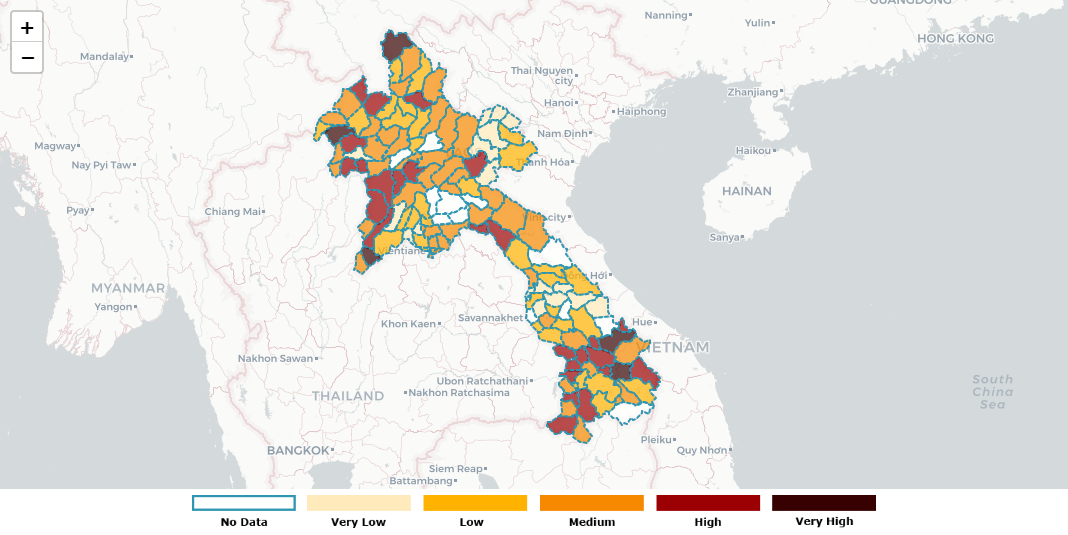 +
−
GUANGDONG
Nanning
Yulin
HONG KONG
Mandalay
Thai Nguyen
city
Zhanjiang
Hanoi
Haiphong
Nam Định
Magway
Nay Pyi Taw
Thanh Hóa
Haikou
HAINAN
Pyay
Chiang Mai
Vinh city
Sanya
Vientiane
MYANMAR
Yangon
Đồng Hới
Savannakhet
Khon Kaen
Hue
VIETNAM
Nakhon Sawan
Ubon Ratchathani
THAILAND
Nakhon Ratchasima
South
China
Sea
BANGKOK
Pleiku
Quy Nhơn
Siem Reap
Battambang
No Data
Very Low
Low
Medium
High
Very High